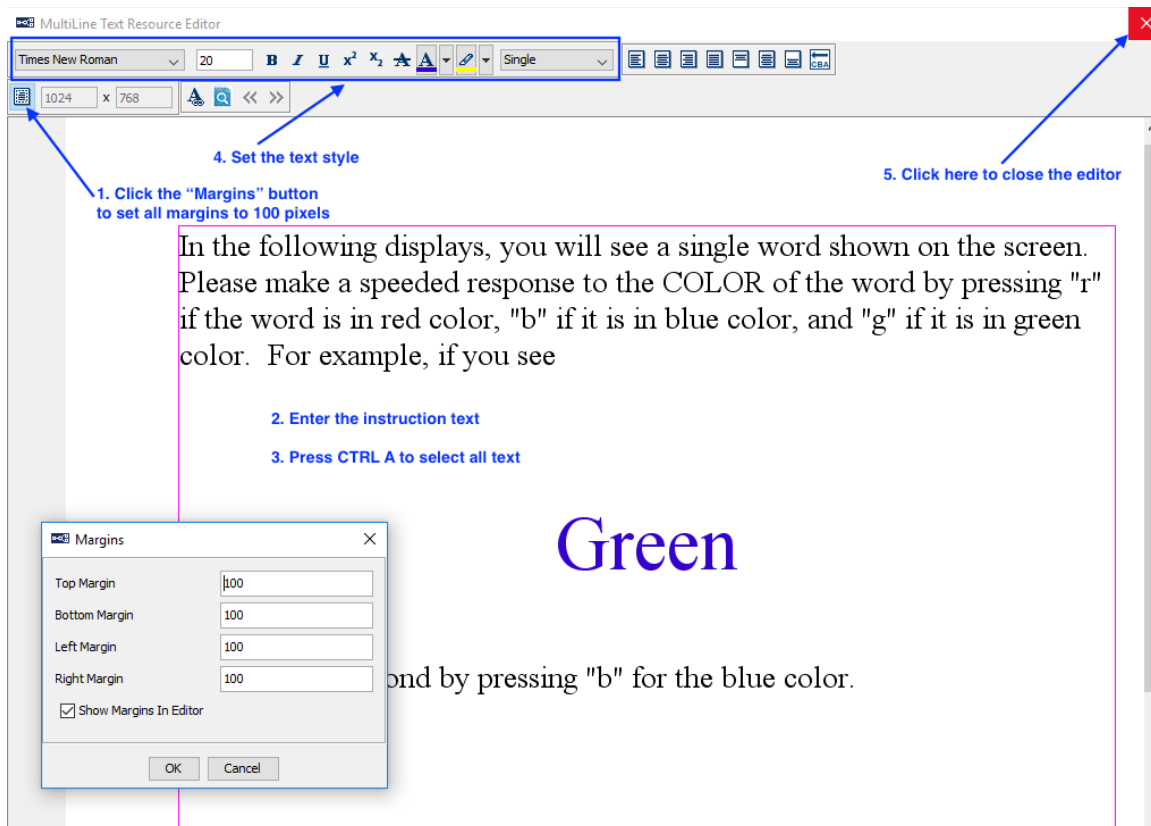 MultiLine Text Resource Editor
Times New Roman 20 B I U x² X₂ A A Single CBA
1024 x 768 A
4. Set the text style
5. Click here to close the editor
1. Click the “Margins” button
to set all margins to 100 pixels
In the following displays, you will see a single word shown on the screen.
Please make a speeded response to the COLOR of the word by pressing "r"
if the word is in red color, "b" if it is in blue color, and "g" if it is in green
color.  For example, if you see
2. Enter the instruction text
3. Press CTRL A to select all text
Green
Margins
Top Margin 100
Bottom Margin 100
Left Margin 100
Right Margin 100
Show Margins In Editor
OK Cancel
ond by pressing "b" for the blue color.